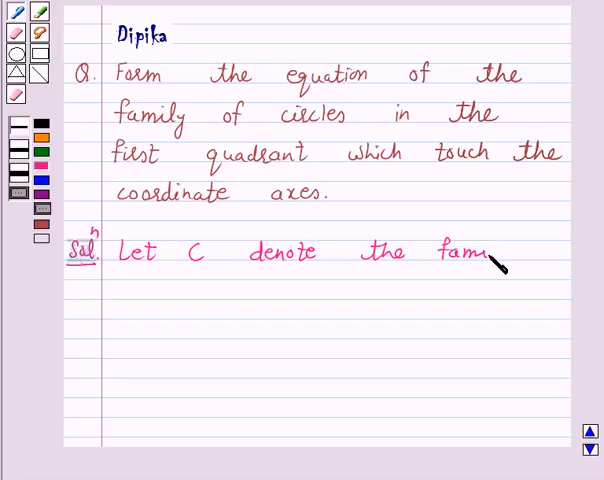 Dipika
Q. Form the equation of the
family of circles in the
first quadrant which touch the
coordinate axes.
Solⁿ. Let C denote the fami